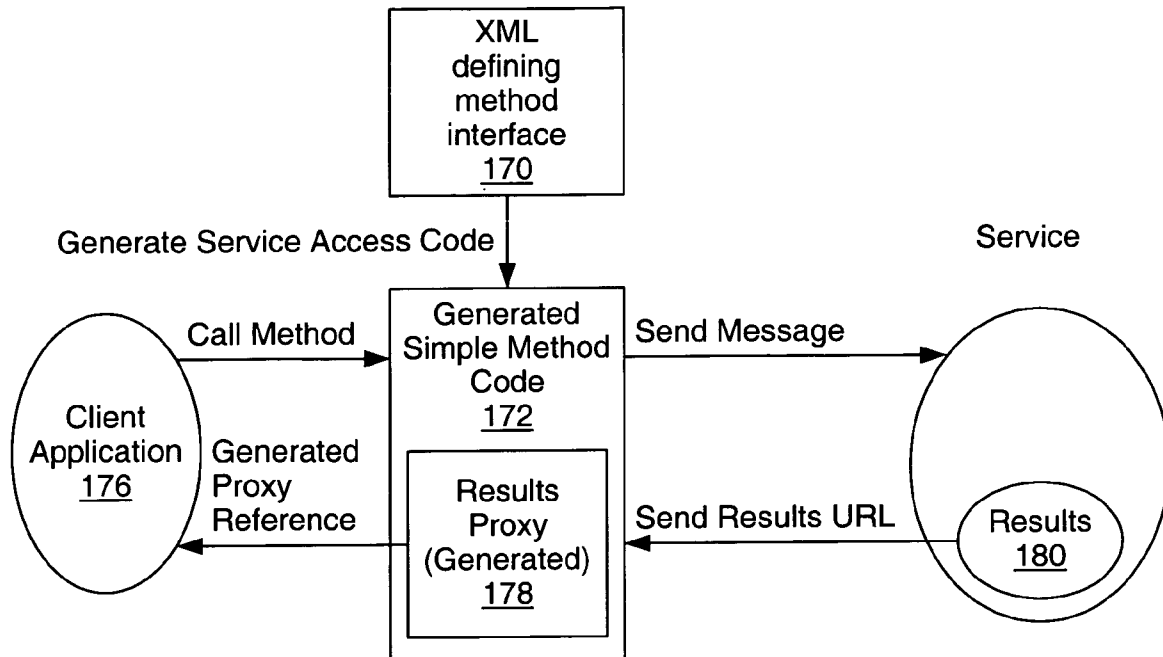 XML
defining
method
interface
170
Generate Service Access Code
Service
Call Method
Generated
Simple Method
Code
172
Send Message
Client
Application
176
Generated
Proxy
Reference
Results
Proxy
(Generated)
178
Send Results URL
Results
180